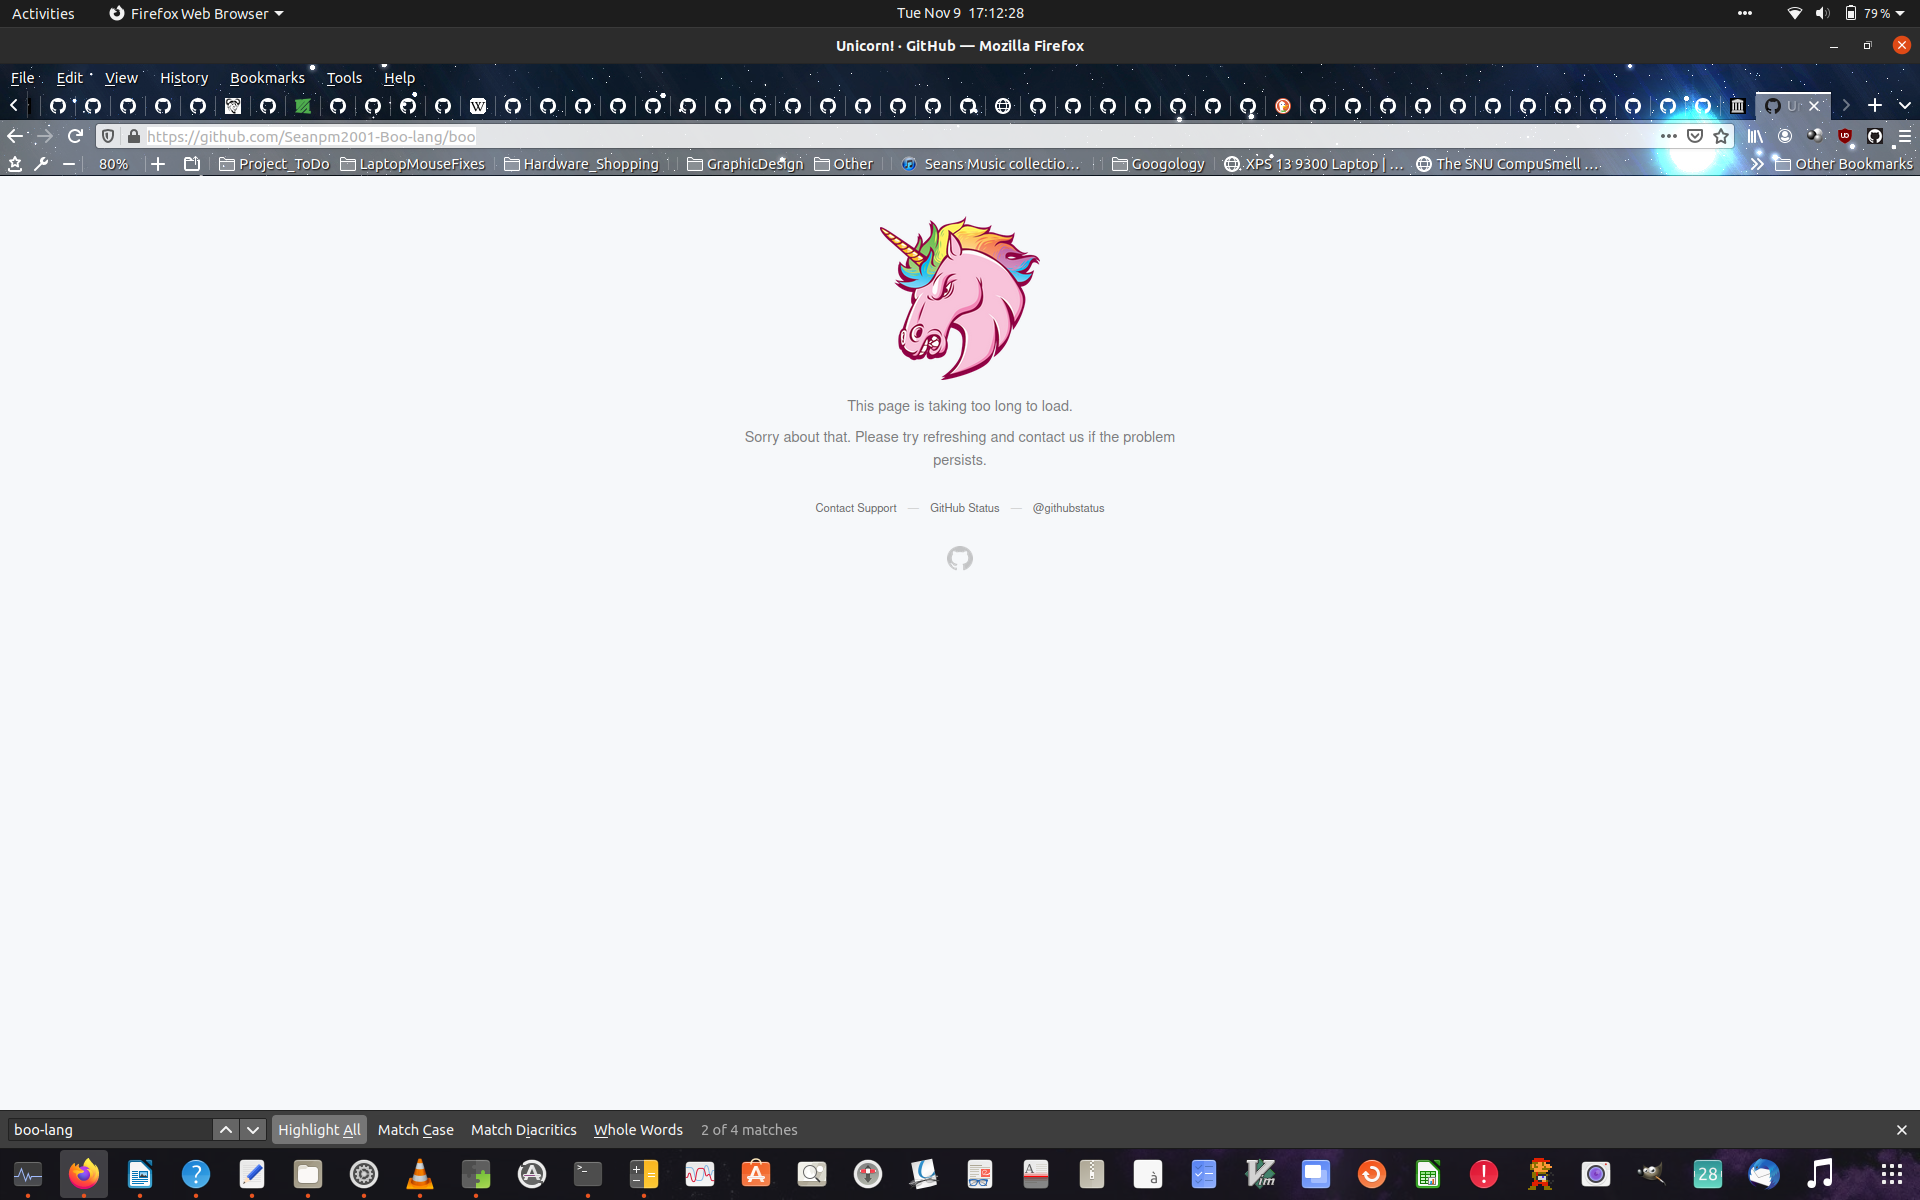 Activities Firefox Web Browser Tue Nov 9 17:12:28 79 %
Unicorn! · GitHub — Mozilla Firefox
File Edit View History Bookmarks Tools Help
https://github.com/Seanpm2001-Boo-lang/boo
80% Project_ToDo LaptopMouseFixes Hardware_Shopping GraphicDesign Other Seans Music collectio… Googology XPS 13 9300 Laptop | … The SNU CompuSmell … Other Bookmarks
This page is taking too long to load.
Sorry about that. Please try refreshing and contact us if the problem
persists.
Contact Support — GitHub Status — @githubstatus
boo-lang Highlight All Match Case Match Diacritics Whole Words 2 of 4 matches
28